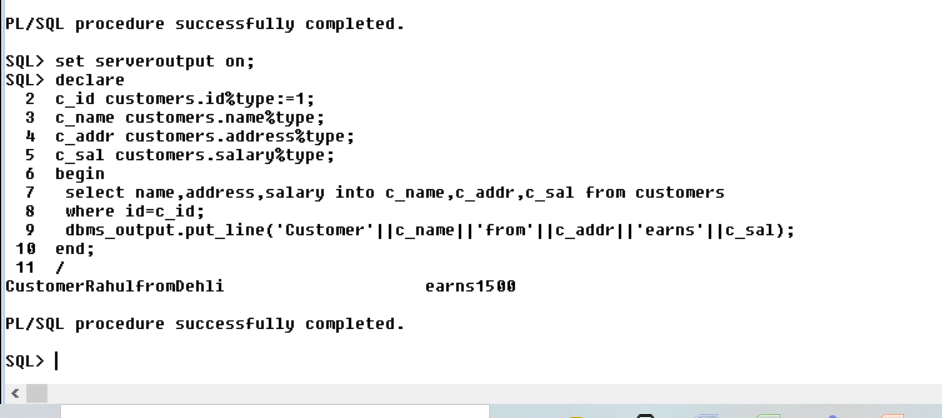 PL/SQL procedure successfully completed.
SQL> set serveroutput on;
SQL> declare
2 c_id customers.id%type:=1;
3 c_name customers.name%type;
4 c_addr customers.address%type;
5 c_sal customers.salary%type;
6 begin
7 select name,address,salary into c_name,c_addr,c_sal from customers
8 where id=c_id;
9 dbms_output.put_line('Customer'||c_name||'from'||c_addr||'earns'||c_sal);
10 end;
11 /
CustomerRahulfromDehli earns1500
PL/SQL procedure successfully completed.
SQL>